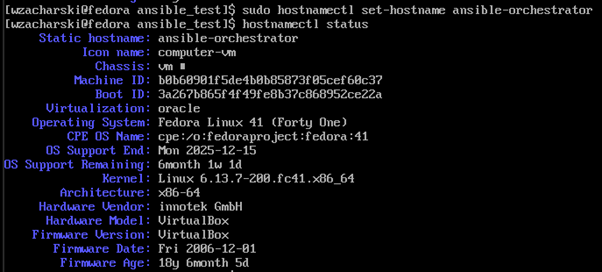 [wzacharski@fedora ansible_test]$ sudo hostnamectl set-hostname ansible-orchestrator
[wzacharski@fedora ansible_test]$ hostnamectl status
Static hostname: ansible-orchestrator
Icon name: computer-vm
Chassis: vm
Machine ID: b0b60901f5de4b0b85873f05cef60c37
Boot ID: 3a267b865f4f49fe8b37c868952ce22a
Virtualization: oracle
Operating System: Fedora Linux 41 (Forty One)
CPE OS Name: cpe:/o:fedoraproject:fedora:41
OS Support End: Mon 2025-12-15
OS Support Remaining: 6month 1w 1d
Kernel: Linux 6.13.7-200.fc41.x86_64
Architecture: x86-64
Hardware Vendor: innotek GmbH
Hardware Model: VirtualBox
Firmware Version: VirtualBox
Firmware Date: Fri 2006-12-01
Firmware Age: 18y 6month 5d